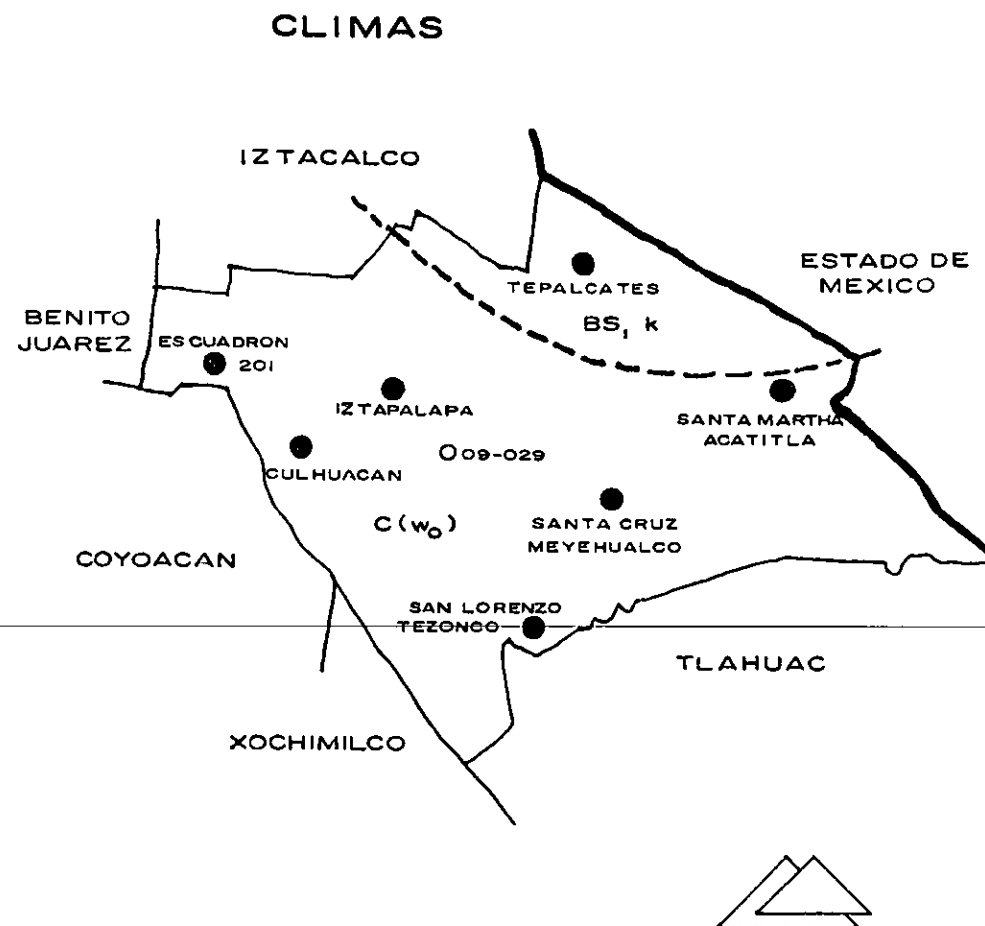 CLIMAS
IZTACALCO
ESTADO DE
MEXICO
TEPALCATES
BS₁ k
BENITO
JUAREZ
ESCUADRON
201
IZTAPALAPA
SANTA MARTHA
ACATITLA
CULHUACAN
O09-029
C(w₀)
SANTA CRUZ
MEYEHUALCO
COYOACAN
SAN LORENZO
TEZONCO
TLAHUAC
XOCHIMILCO